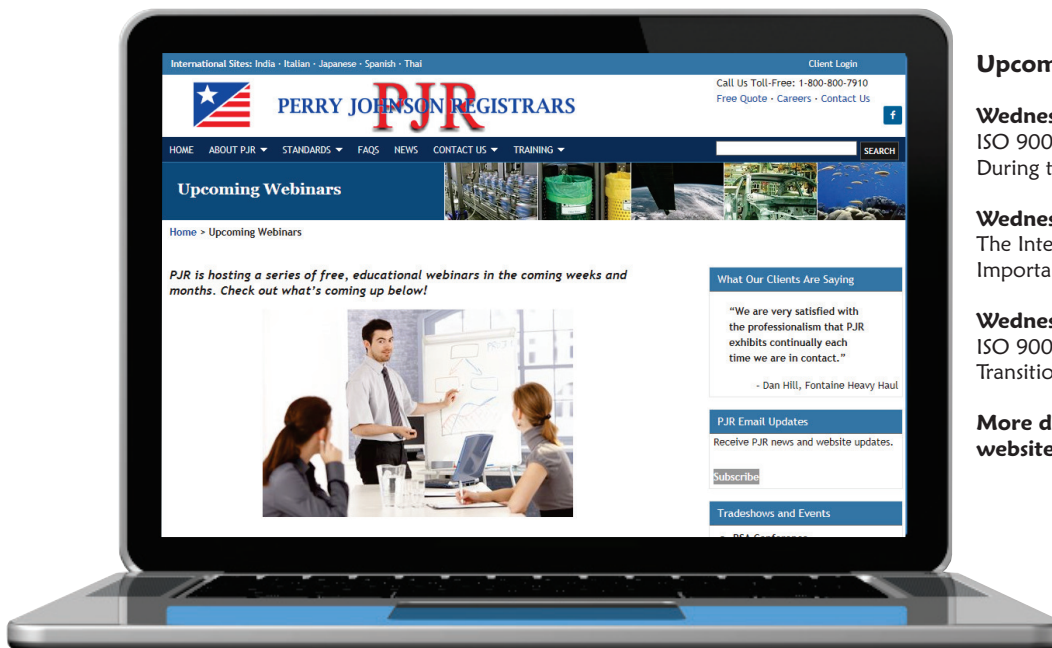 International Sites: India · Italian · Japanese · Spanish · Thai
Client Login
PERRY JOHNSON REGISTRARS
PJR
Call Us Toll-Free: 1-800-800-7910
Free Quote · Careers · Contact Us
f
HOME ABOUT PJR STANDARDS FAQS NEWS CONTACT US TRAINING
SEARCH
Upcoming Webinars
Home > Upcoming Webinars
PJR is hosting a series of free, educational webinars in the coming weeks and
months. Check out what's coming up below!
What Our Clients Are Saying
“We are very satisfied with
the professionalism that PJR
exhibits continually each
time we are in contact.”
- Dan Hill, Fontaine Heavy Haul
PJR Email Updates
Receive PJR news and website updates.
Subscribe
Tradeshows and Events
Upcom
Wednes
ISO 900
During t
Wednes
The Inte
Importa
Wednes
ISO 900
Transitio
More d
website